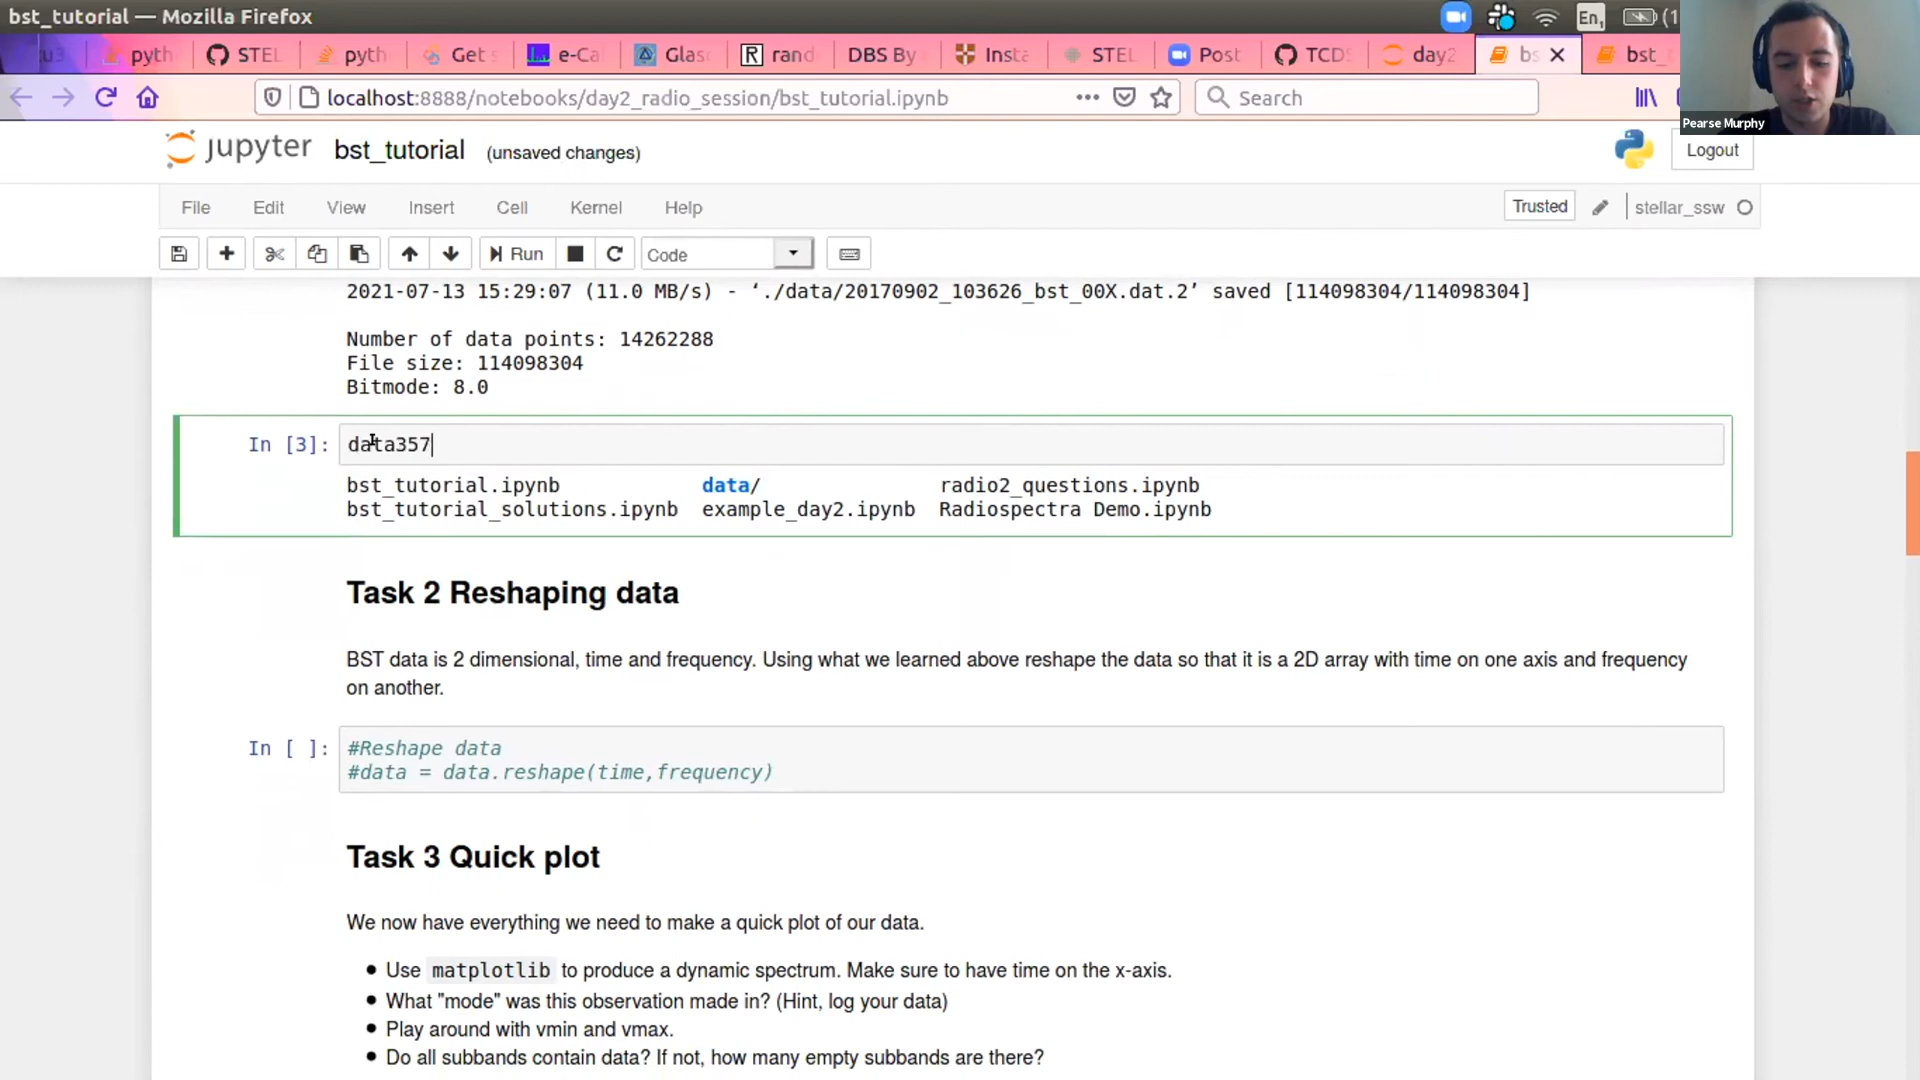 bst_tutorial — Mozilla Firefox
En1
(1
pyth
STEL
pyth
Get
e-Ca
Glas
R rand
DBS By
Insta
STEL
Post
TCDS
day2
bs
bst_
localhost:8888/notebooks/day2_radio_session/bst_tutorial.ipynb
Search
Pearse Murphy
jupyter bst_tutorial (unsaved changes)
Logout
File Edit View Insert Cell Kernel Help
Trusted
stellar_ssw
Run
Code
2021-07-13 15:29:07 (11.0 MB/s) - ‘./data/20170902_103626_bst_00X.dat.2’ saved [114098304/114098304]
Number of data points: 14262288
File size: 114098304
Bitmode: 8.0
In [3]: data357
bst_tutorial.ipynb data/ radio2_questions.ipynb
bst_tutorial_solutions.ipynb example_day2.ipynb Radiospectra Demo.ipynb
Task 2 Reshaping data
BST data is 2 dimensional, time and frequency. Using what we learned above reshape the data so that it is a 2D array with time on one axis and frequency
on another.
In [ ]: #Reshape data
#data = data.reshape(time,frequency)
Task 3 Quick plot
We now have everything we need to make a quick plot of our data.
Use matplotlib to produce a dynamic spectrum. Make sure to have time on the x-axis.
What "mode" was this observation made in? (Hint, log your data)
Play around with vmin and vmax.
Do all subbands contain data? If not, how many empty subbands are there?